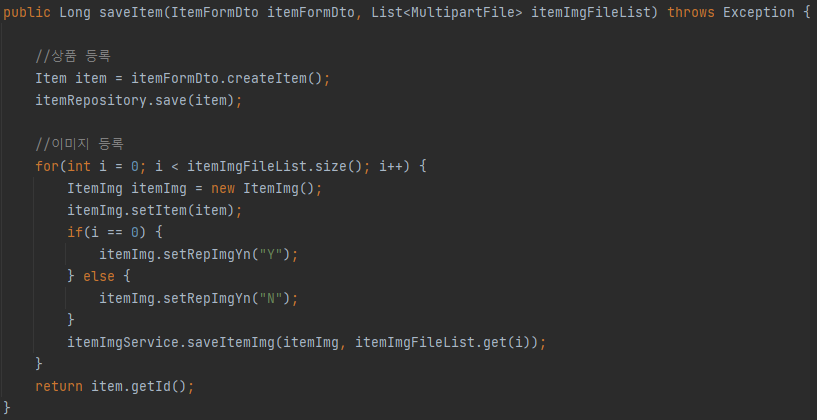 public Long saveItem(ItemFormDto itemFormDto, List<MultipartFile> itemImgFileList) throws Exception {
//상품 등록
Item item = itemFormDto.createItem();
itemRepository.save(item);
//이미지 등록
for(int i = 0; i < itemImgFileList.size(); i++) {
ItemImg itemImg = new ItemImg();
itemImg.setItem(item);
if(i == 0) {
itemImg.setRepImgYn("Y");
} else {
itemImg.setRepImgYn("N");
}
itemImgService.saveItemImg(itemImg, itemImgFileList.get(i));
}
return item.getId();
}